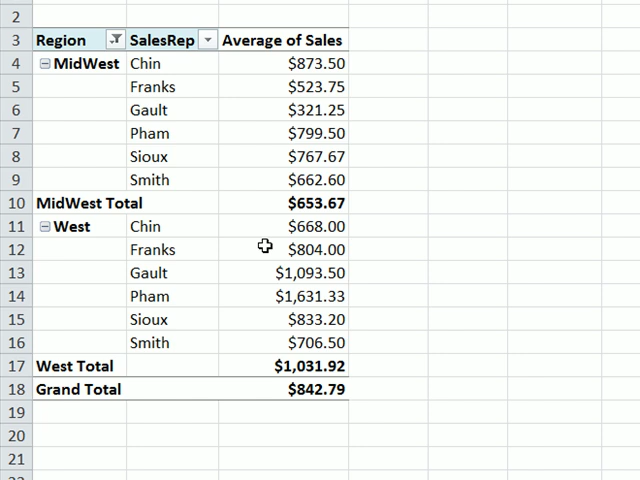 2
3 Region SalesRep Average of Sales
4 MidWest Chin $873.50
5 Franks $523.75
6 Gault $321.25
7 Pham $799.50
8 Sioux $767.67
9 Smith $662.60
10 MidWest Total $653.67
11 West Chin $668.00
12 Franks $804.00
13 Gault $1,093.50
14 Pham $1,631.33
15 Sioux $833.20
16 Smith $706.50
17 West Total $1,031.92
18 Grand Total $842.79
19
20
21